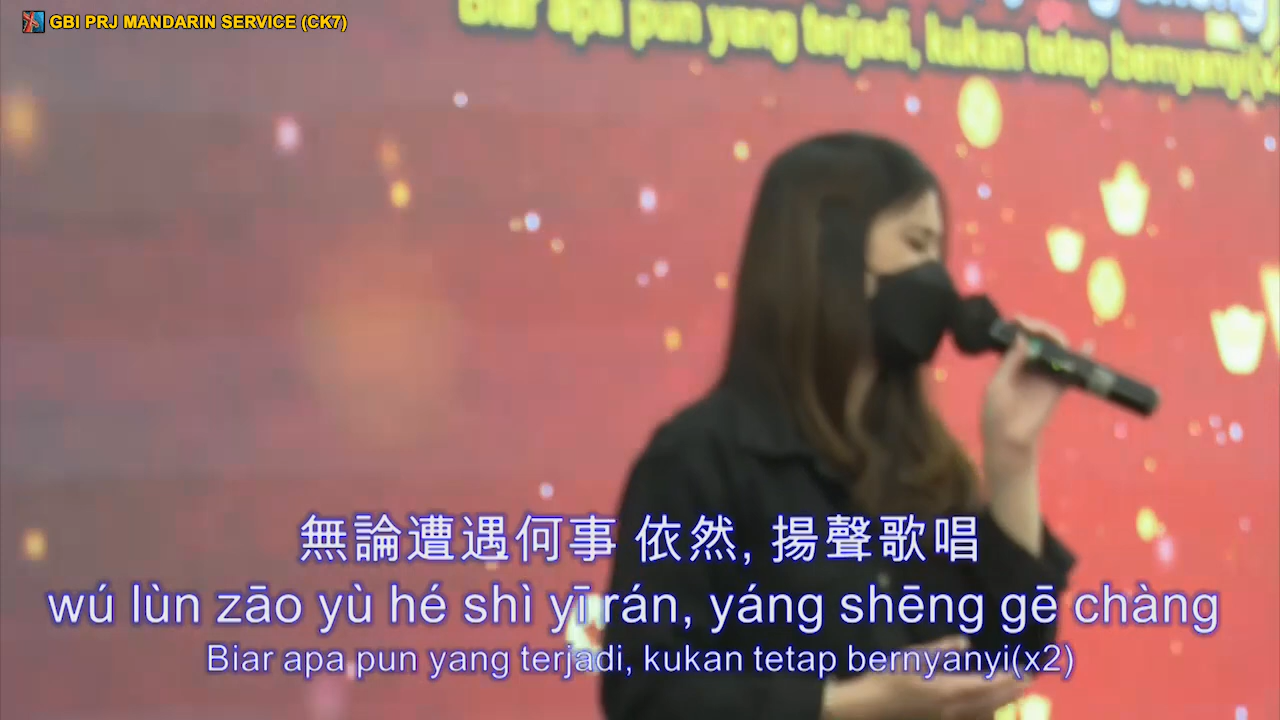 GBI PRJ MANDARIN SERVICE (CK7)
Biar apa pun yang terjadi, kukan tetap bernyanyi(x2
無論遭遇何事 依然, 揚聲歌唱
wú lùn zāo yù hé shì yī rán, yáng shēng gē chàng
Biar apa pun yang terjadi, kukan tetap bernyanyi(x2)